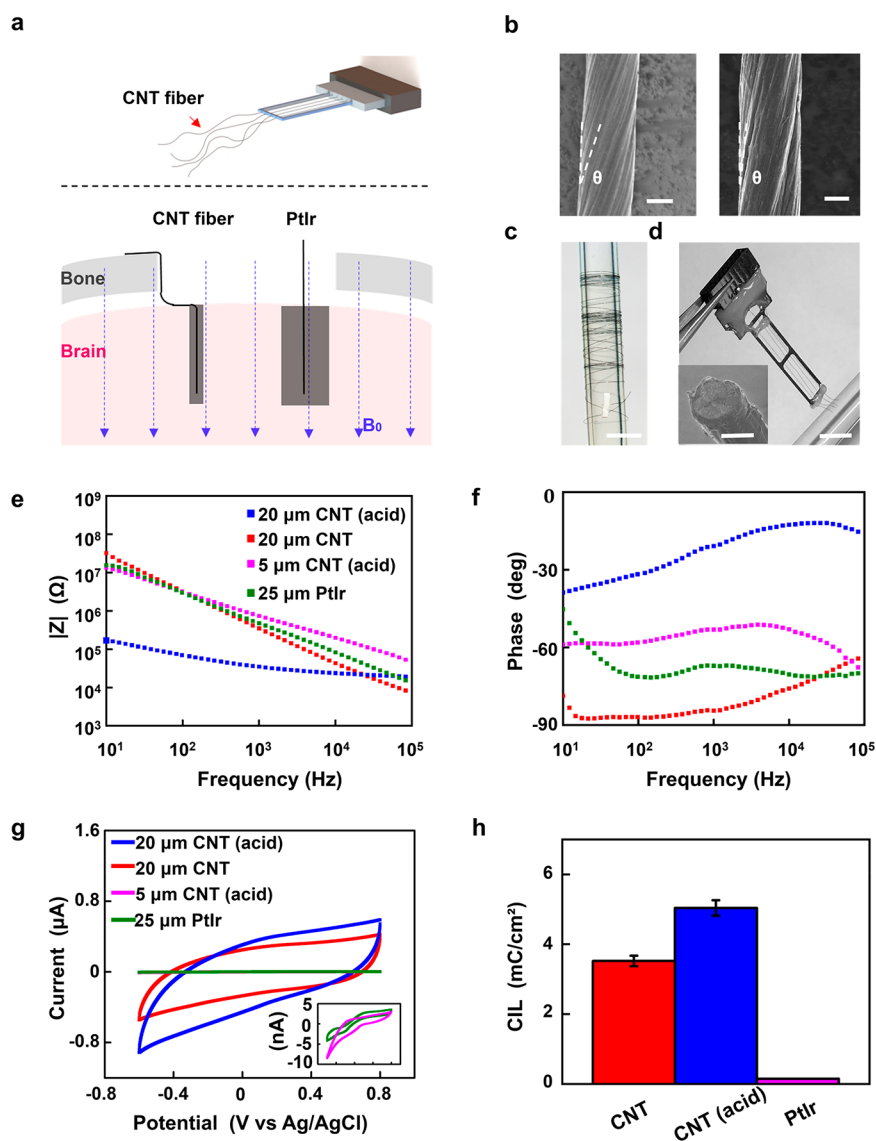 a
CNT fiber
CNT fiber
PtIr
Bone
Brain
B₀
b
θ
θ
c
d
e
10⁹
10⁸
10⁷
10⁶
10⁵
10⁴
10³
|Z| (Ω)
20 μm CNT (acid)
20 μm CNT
5 μm CNT (acid)
25 μm PtIr
10¹
10²
10³
10⁴
10⁵
Frequency (Hz)
f
0
-30
-60
-90
Phase (deg)
10¹
10²
10³
10⁴
10⁵
Frequency (Hz)
g
1.6
0.8
0
-0.8
Current (μA)
20 μm CNT (acid)
20 μm CNT
5 μm CNT (acid)
25 μm PtIr
5
0
-5
-10
(nA)
-0.8
-0.4
0
0.4
0.8
Potential (V vs Ag/AgCl)
h
6
4
2
0
CIL (mC/cm²)
CNT
CNT (acid)
PtIr